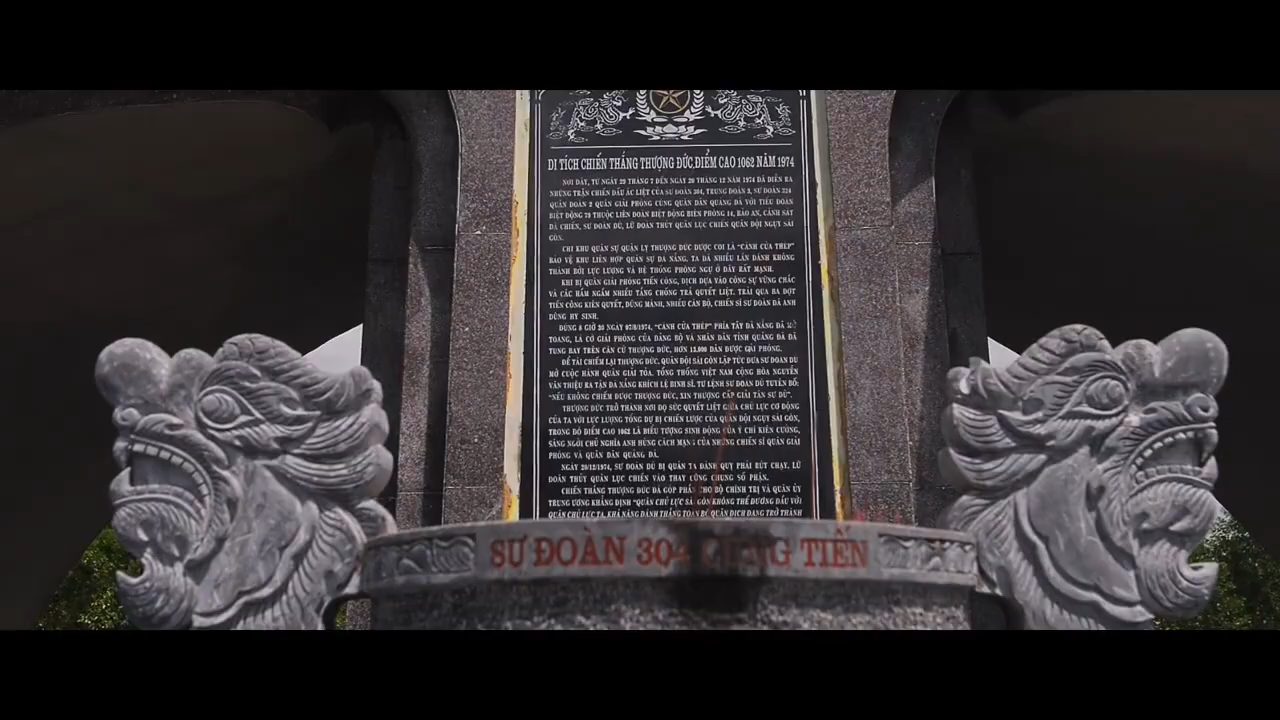 DI TÍCH CHIẾN THẮNG THƯỢNG ĐỨC, ĐIỂM CAO 1062 NĂM 1974
NƠI ĐÂY, TỪ NGÀY 29 THÁNG 7 ĐẾN NGÀY 20 THÁNG 12 NĂM 1974 ĐÃ DIỄN RA
NHỮNG TRẬN CHIẾN ĐẤU ÁC LIỆT CỦA SƯ ĐOÀN 304, TRUNG ĐOÀN 3, SƯ ĐOÀN 324
QUÂN ĐOÀN 2 QUÂN GIẢI PHÓNG CÙNG QUÂN DÂN QUẢNG ĐÀ VỚI TIỂU ĐOÀN
BIỆT ĐỘNG 79 THUỘC LIÊN ĐOÀN BIỆT ĐỘNG BIÊN PHÒNG 14, BẢO AN, CẢNH SÁT
DÃ CHIẾN, SƯ ĐOÀN DÙ, LỮ ĐOÀN THỦY QUÂN LỤC CHIẾN QUÂN ĐỘI NGỤY SÀI
GÒN.
CHI KHU QUÂN SỰ QUẬN LỴ THƯỢNG ĐỨC ĐƯỢC COI LÀ "CÁNH CỬA THÉP"
BẢO VỆ KHU LIÊN HỢP QUÂN SỰ ĐÀ NẴNG, TA ĐÃ NHIỀU LẦN ĐÁNH KHÔNG
THÀNH BỞI LỰC LƯỢNG VÀ HỆ THỐNG PHÒNG NGỰ Ở ĐÂY RẤT MẠNH.
KHI BỊ QUÂN GIẢI PHÓNG TIẾN CÔNG, ĐỊCH DỰA VÀO CÔNG SỰ VỮNG CHẮC
VÀ CÁC HẦM NGẦM NHIỀU TẦNG CHỐNG TRẢ QUYẾT LIỆT. TRẢI QUA BA ĐỢT
TIẾN CÔNG KIÊN QUYẾT, DŨNG MÃNH, NHIỀU CÁN BỘ, CHIẾN SĨ SƯ ĐOÀN ĐÃ ANH
DŨNG HY SINH.
ĐÚNG 8 GIỜ 30 NGÀY 07/8/1974, "CÁNH CỬA THÉP" PHÍA TÂY ĐÀ NẴNG ĐÃ MỞ
TOANG, LÁ CỜ GIẢI PHÓNG CỦA ĐẢNG BỘ VÀ NHÂN DÂN TỈNH QUẢNG ĐÀ ĐÃ
TUNG BAY TRÊN CĂN CỨ THƯỢNG ĐỨC, HƠN 13.000 DÂN ĐƯỢC GIẢI PHÓNG.
ĐỂ TÁI CHIẾM LẠI THƯỢNG ĐỨC, QUÂN ĐỘI SÀI GÒN LẬP TỨC ĐƯA SƯ ĐOÀN DÙ
MỞ CUỘC HÀNH QUÂN GIẢI TỎA. TỔNG THỐNG VIỆT NAM CỘNG HÒA NGUYỄN
VĂN THIỆU RA TẬN ĐÀ NẴNG KHÍCH LỆ BINH SĨ. TƯ LỆNH SƯ ĐOÀN DÙ TUYÊN BỐ:
"NẾU KHÔNG CHIẾM ĐƯỢC THƯỢNG ĐỨC, XIN THƯỢNG CẤP GIẢI TÁN SƯ DÙ".
THƯỢNG ĐỨC TRỞ THÀNH NƠI ĐỌ SỨC QUYẾT LIỆT GIỮA CHỦ LỰC CƠ ĐỘNG
CỦA TA VỚI LỰC LƯỢNG TỔNG DỰ BỊ CHIẾN LƯỢC CỦA QUÂN ĐỘI NGỤY SÀI GÒN,
TRONG ĐÓ ĐIỂM CAO 1062 LÀ BIỂU TƯỢNG SINH ĐỘNG CỦA Ý CHÍ KIÊN CƯỜNG,
SÁNG NGỜI CHỦ NGHĨA ANH HÙNG CÁCH MẠNG CỦA NHỮNG CHIẾN SĨ QUÂN GIẢI
PHÓNG VÀ QUÂN DÂN QUẢNG ĐÀ.
NGÀY 20/12/1974, SƯ ĐOÀN DÙ BỊ QUÂN TA ĐÁNH QUỴ PHẢI RÚT CHẠY, LỮ
ĐOÀN THỦY QUÂN LỤC CHIẾN VÀO THAY CŨNG CHUNG SỐ PHẬN.
CHIẾN THẮNG THƯỢNG ĐỨC ĐÃ GÓP PHẦN CHO BỘ CHÍNH TRỊ VÀ QUÂN ỦY
TRUNG ƯƠNG KHẲNG ĐỊNH "QUÂN CHỦ LỰC SÀI GÒN KHÔNG THỂ ĐƯƠNG ĐẦU VỚI
QUÂN CHỦ LỰC TA, KHẢ NĂNG ĐÁNH THẮNG TOÀN BỘ QUÂN ĐỊCH ĐANG TRỞ THÀNH
SƯ ĐOÀN 304 CUNG TIẾN